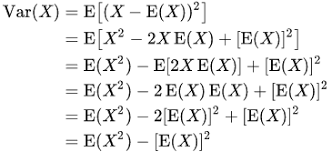 Var(X) = E[(X − E(X))²]
= E[X² − 2X E(X) + [E(X)]²]
= E(X²) − E[2X E(X)] + [E(X)]²
= E(X²) − 2 E(X) E(X) + [E(X)]²
= E(X²) − 2[E(X)]² + [E(X)]²
= E(X²) − [E(X)]²